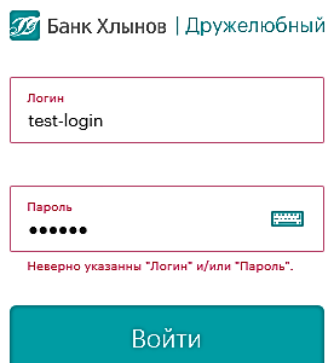 Банк Хлынов | Дружелюбный
Логин
test-login
Пароль
••••••
Неверно указанны "Логин" и/или "Пароль".
Войти